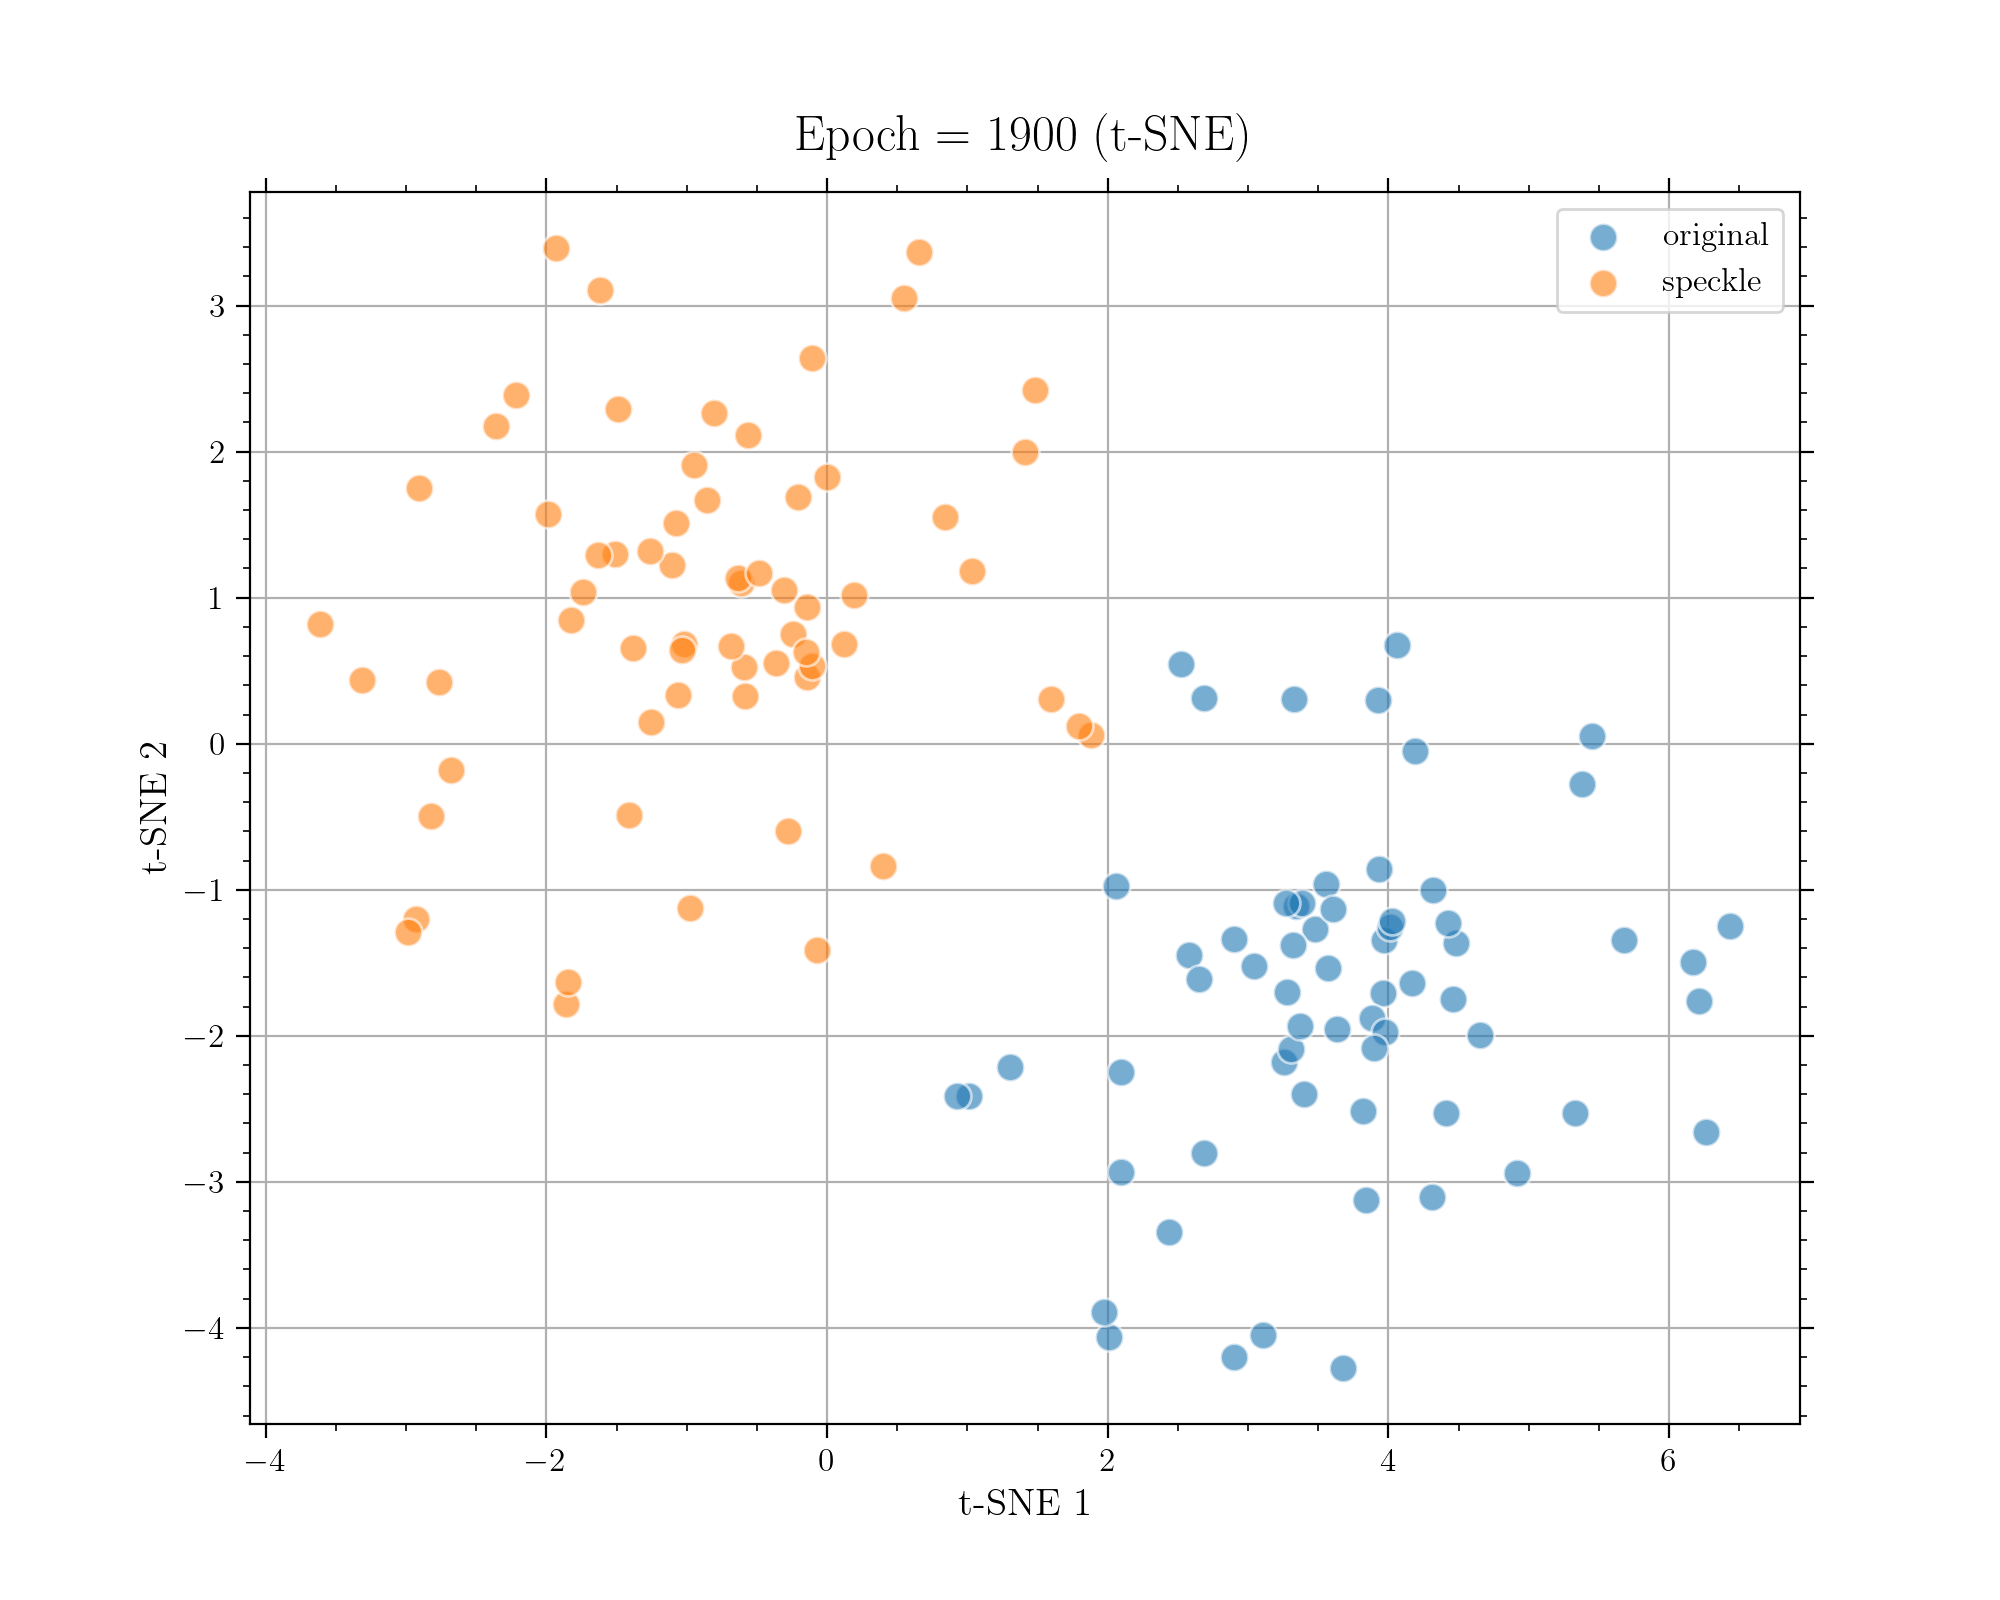 Epoch = 1900 (t-SNE)
original
speckle
3
2
1
0
−1
−2
−3
−4
t-SNE 2
−4
−2
0
2
4
6
t-SNE 1